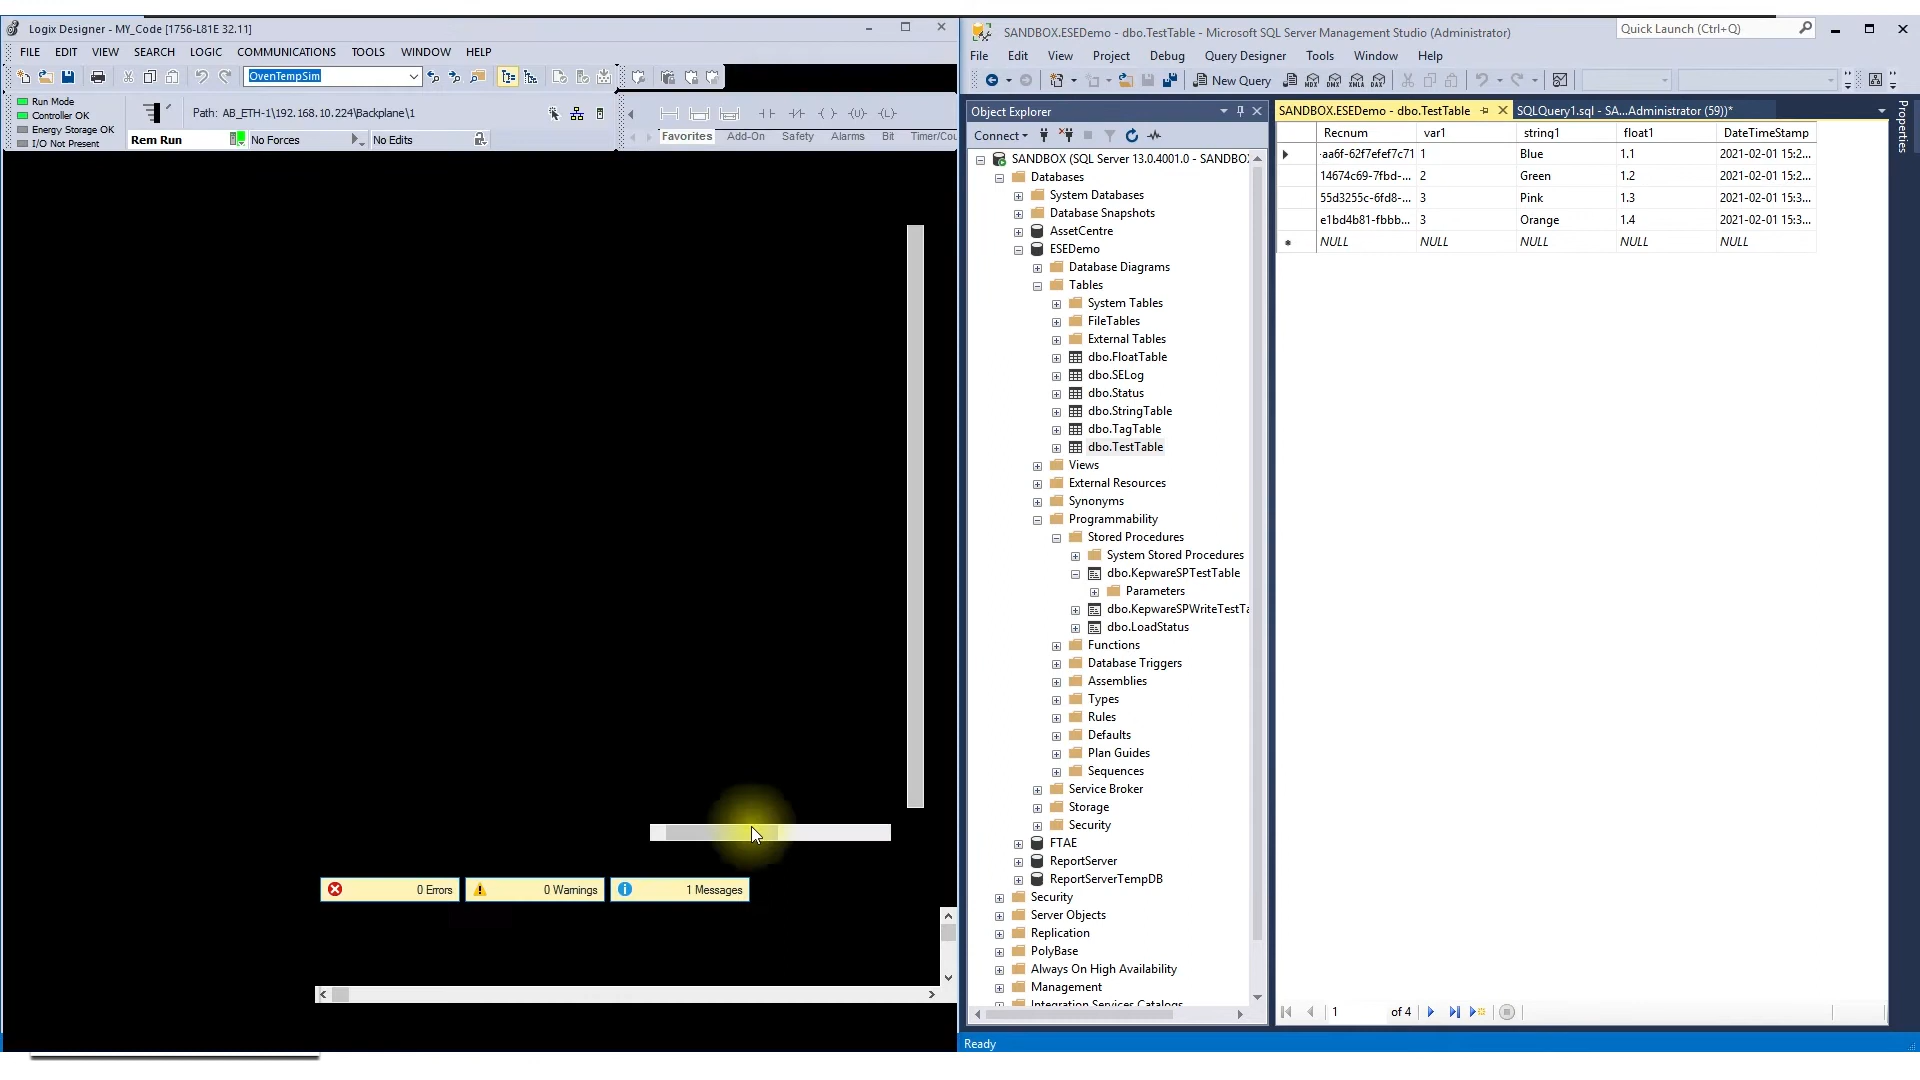 Logix Designer - MY_Code [1756-L81E 32.11]
FILE EDIT VIEW SEARCH LOGIC COMMUNICATIONS TOOLS WINDOW HELP
OvenTempSim
Run Mode
Controller OK
Energy Storage OK
I/O Not Present
Path: AB_ETH-1\192.168.10.224\Backplane\1
Rem Run No Forces No Edits
Favorites Add-On Safety Alarms Bit Timer/Cou
0 Errors 0 Warnings 1 Messages
SANDBOX.ESEDemo - dbo.TestTable - Microsoft SQL Server Management Studio (Administrator)
Quick Launch (Ctrl+Q)
File Edit View Project Debug Query Designer Tools Window Help
New Query
MDX DMX XMLA DAX
Object Explorer
Connect
SANDBOX (SQL Server 13.0.4001.0 - SANDBO
Databases
System Databases
Database Snapshots
AssetCentre
ESEDemo
Database Diagrams
Tables
System Tables
FileTables
External Tables
dbo.FloatTable
dbo.SELog
dbo.Status
dbo.StringTable
dbo.TagTable
dbo.TestTable
Views
External Resources
Synonyms
Programmability
Stored Procedures
System Stored Procedures
dbo.KepwareSPTestTable
Parameters
dbo.KepwareSPWriteTestTa
dbo.LoadStatus
Functions
Database Triggers
Assemblies
Types
Rules
Defaults
Plan Guides
Sequences
Service Broker
Storage
Security
FTAE
ReportServer
ReportServerTempDB
Security
Server Objects
Replication
PolyBase
Always On High Availability
Management
Integration Services Catalogs
SANDBOX.ESEDemo - dbo.TestTable SQLQuery1.sql - SA...Administrator (59))*
Recnum var1 string1 float1 DateTimeStamp
-aa6f-62f7efef7c71 1 Blue 1.1 2021-02-01 15:2...
14674c69-7fbd-... 2 Green 1.2 2021-02-01 15:2...
55d3255c-6fd8-... 3 Pink 1.3 2021-02-01 15:3...
e1bd4b81-fbbb... 3 Orange 1.4 2021-02-01 15:3...
NULL NULL NULL NULL NULL
1 of 4
Properties
Ready